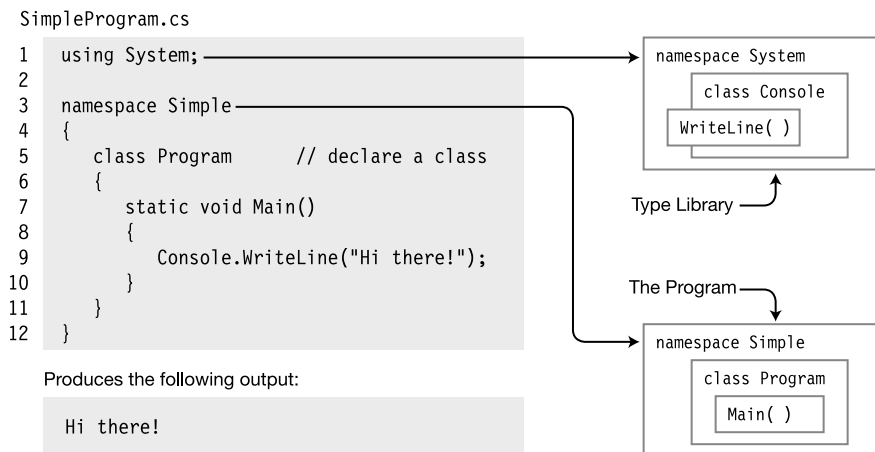 SimpleProgram.cs
1 using System;
2
3 namespace Simple
4 {
5    class Program        // declare a class
6    {
7       static void Main()
8       {
9          Console.WriteLine("Hi there!");
10       }
11    }
12 }
Produces the following output:
Hi there!
namespace System
class Console
WriteLine( )
Type Library
The Program
namespace Simple
class Program
Main( )